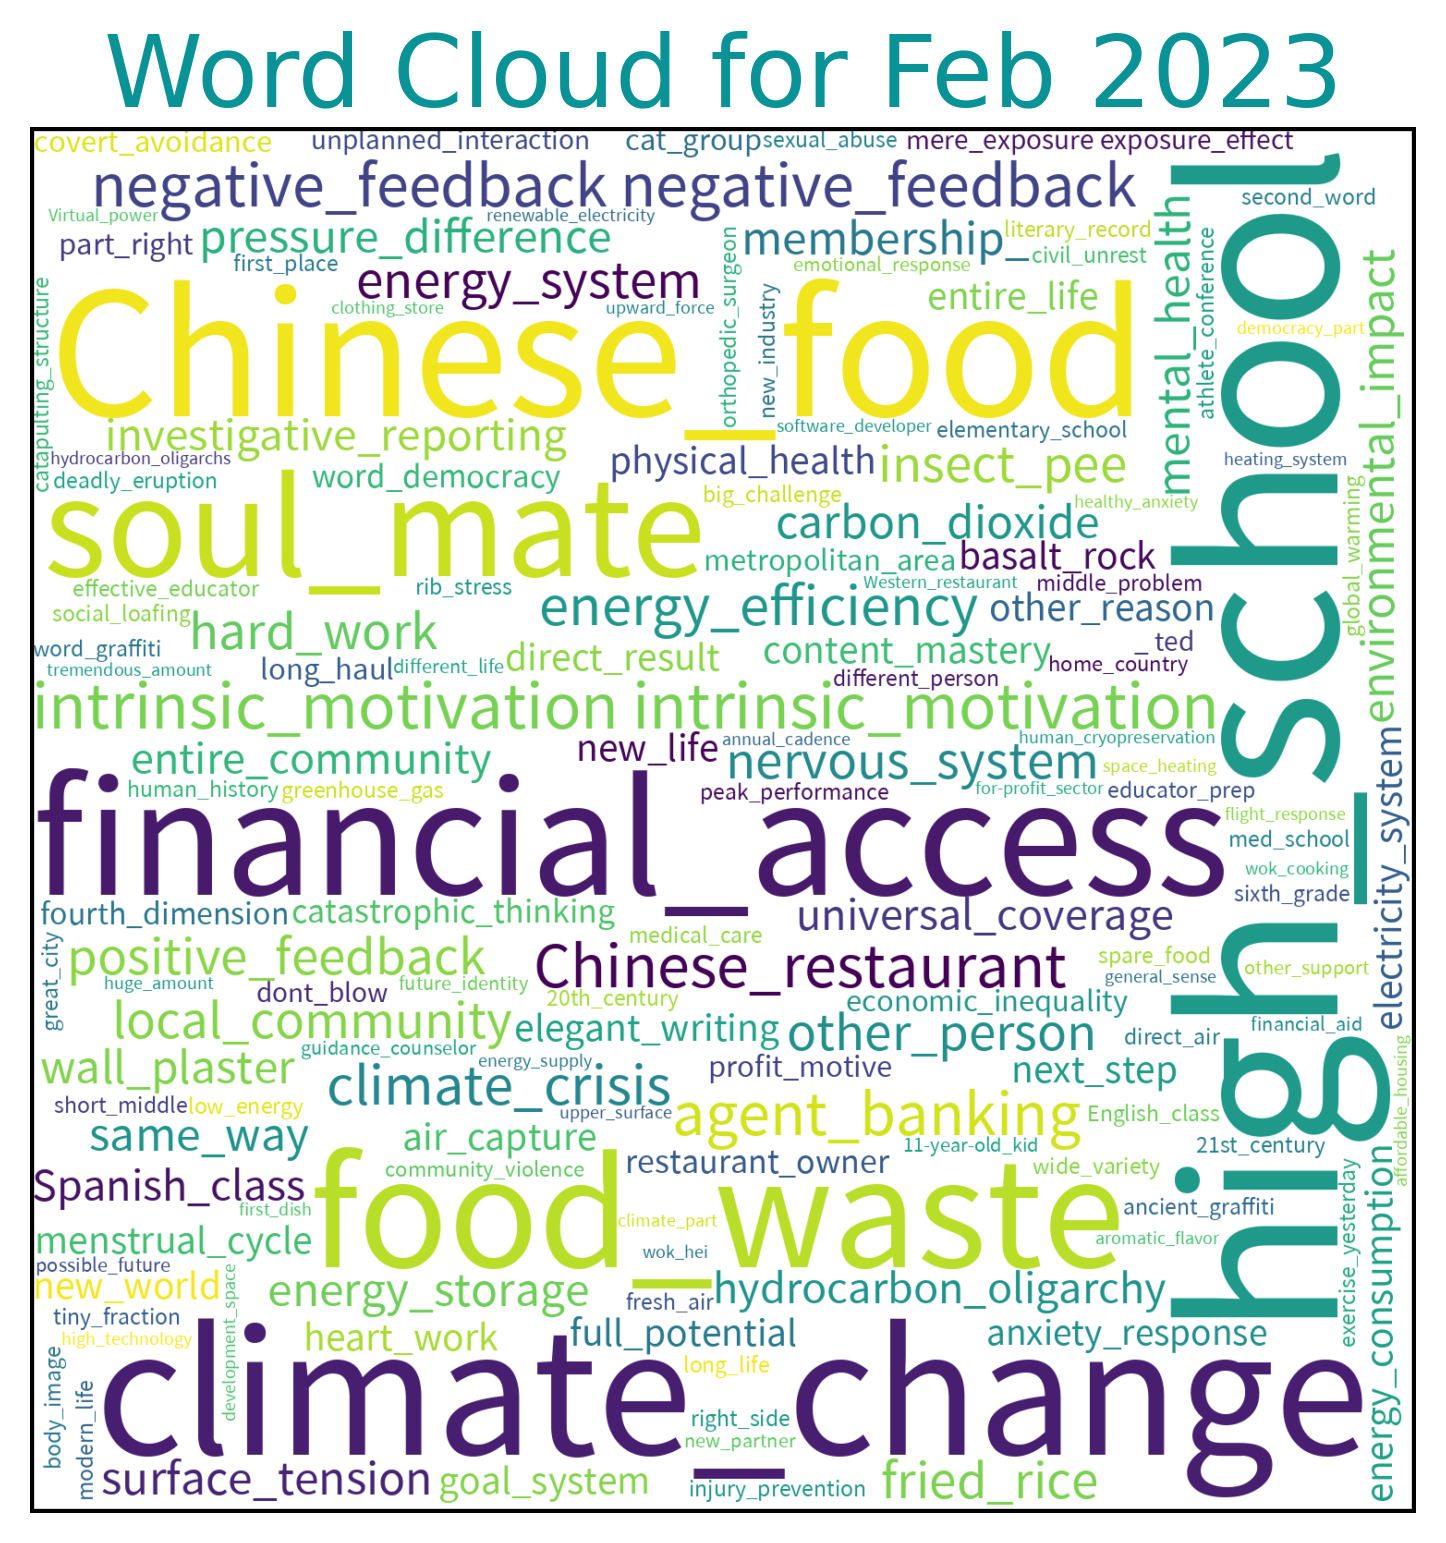 Word Cloud for Feb 2023
covert_avoidance
unplanned_interaction
cat_group
sexual_abuse
mere_exposure
exposure_effect
negative_feedback
negative_feedback
second_word
Virtual_power
renewable_electricity
part_right
pressure_difference
membership_
literary_record
civil_unrest
first_place
energy_system
orthopedic_surgeon
emotional_response
mental_health
athlete_conference
high_school
catapulting_structure
Chinese_food
clothing_store
upward_force
new_industry
entire_life
democracy_part
environmental_impact
investigative_reporting
software_developer
elementary_school
hydrocarbon_oligarchs
deadly_eruption
word_democracy
physical_health
insect_pee
heating_system
soul_mate
big_challenge
healthy_anxiety
global_warming
carbon_dioxide
metropolitan_area
basalt_rock
effective_educator
rib_stress
Western_restaurant
middle_problem
social_loafing
energy_efficiency
other_reason
hard_work
word_graffiti
tremendous_amount
long_haul
different_life
direct_result
content_mastery
_ted
home_country
different_person
intrinsic_motivation
intrinsic_motivation
entire_community
new_life
annual_cadence
nervous_system
human_cryopreservation
space_heating
electricity_system
human_history
greenhouse_gas
peak_performance
for-profit_sector
educator_prep
financial_access
flight_response
med_school
wok_cooking
sixth_grade
fourth_dimension
catastrophic_thinking
universal_coverage
great_city
medical_care
positive_feedback
Chinese_restaurant
spare_food
general_sense
other_support
huge_amount
dont_blow
future_identity
20th_century
economic_inequality
local_community
elegant_writing
other_person
direct_air
financial_aid
guidance_counselor
energy_supply
affordable_housing
wall_plaster
climate_crisis
profit_motive
next_step
short_middle
low_energy
upper_surface
agent_banking
English_class
same_way
air_capture
11-year-old_kid
21st_century
energy_consumption
Spanish_class
community_violence
restaurant_owner
wide_variety
exercise_yesterday
first_dish
food_waste
climate_part
ancient_graffiti
menstrual_cycle
wok_hei
aromatic_flavor
possible_future
new_world
development_space
energy_storage
fresh_air
hydrocarbon_oligarchy
tiny_fraction
high_technology
heart_work
full_potential
anxiety_response
body_image
modern_life
climate_change
long_life
right_side
new_partner
surface_tension
goal_system
injury_prevention
fried_rice